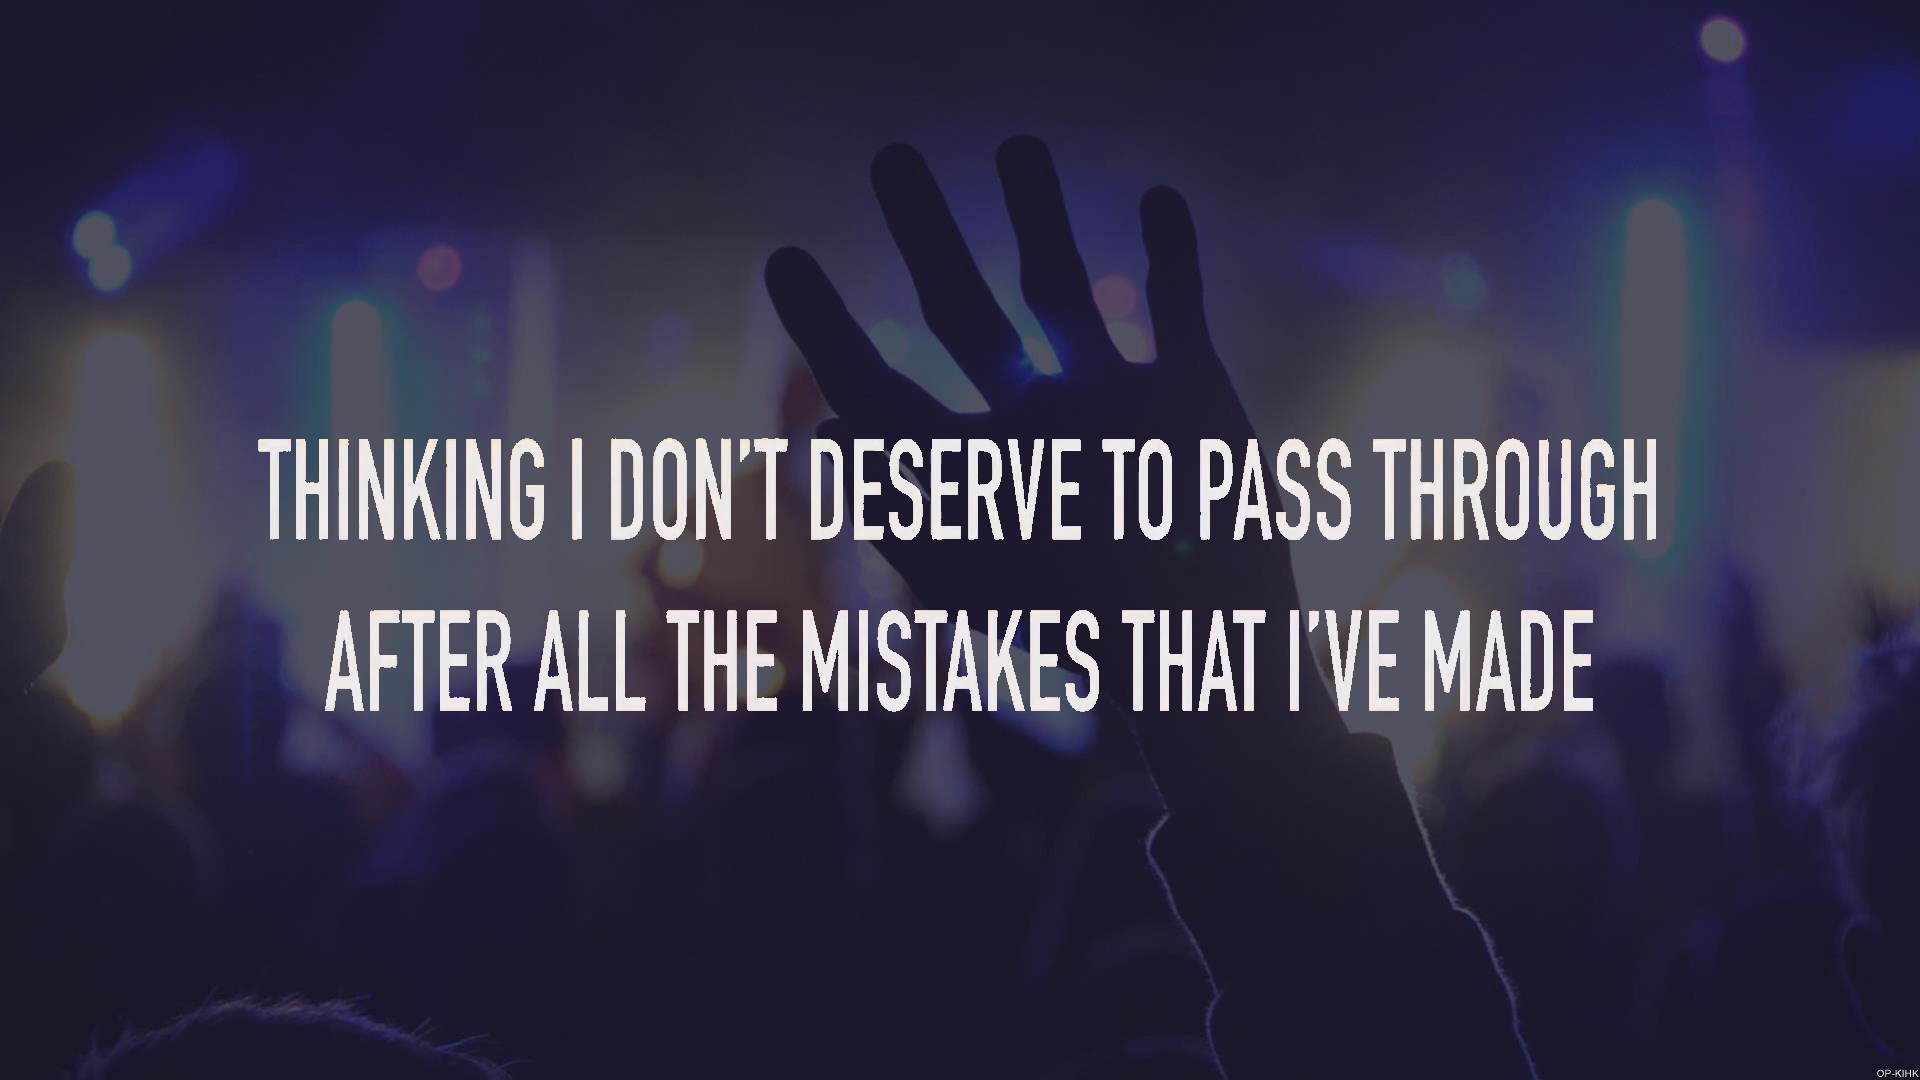 THINKING I DON'T DESERVE TO PASS THROUGH
AFTER ALL THE MISTAKES THAT I'VE MADE
OP-KIHK